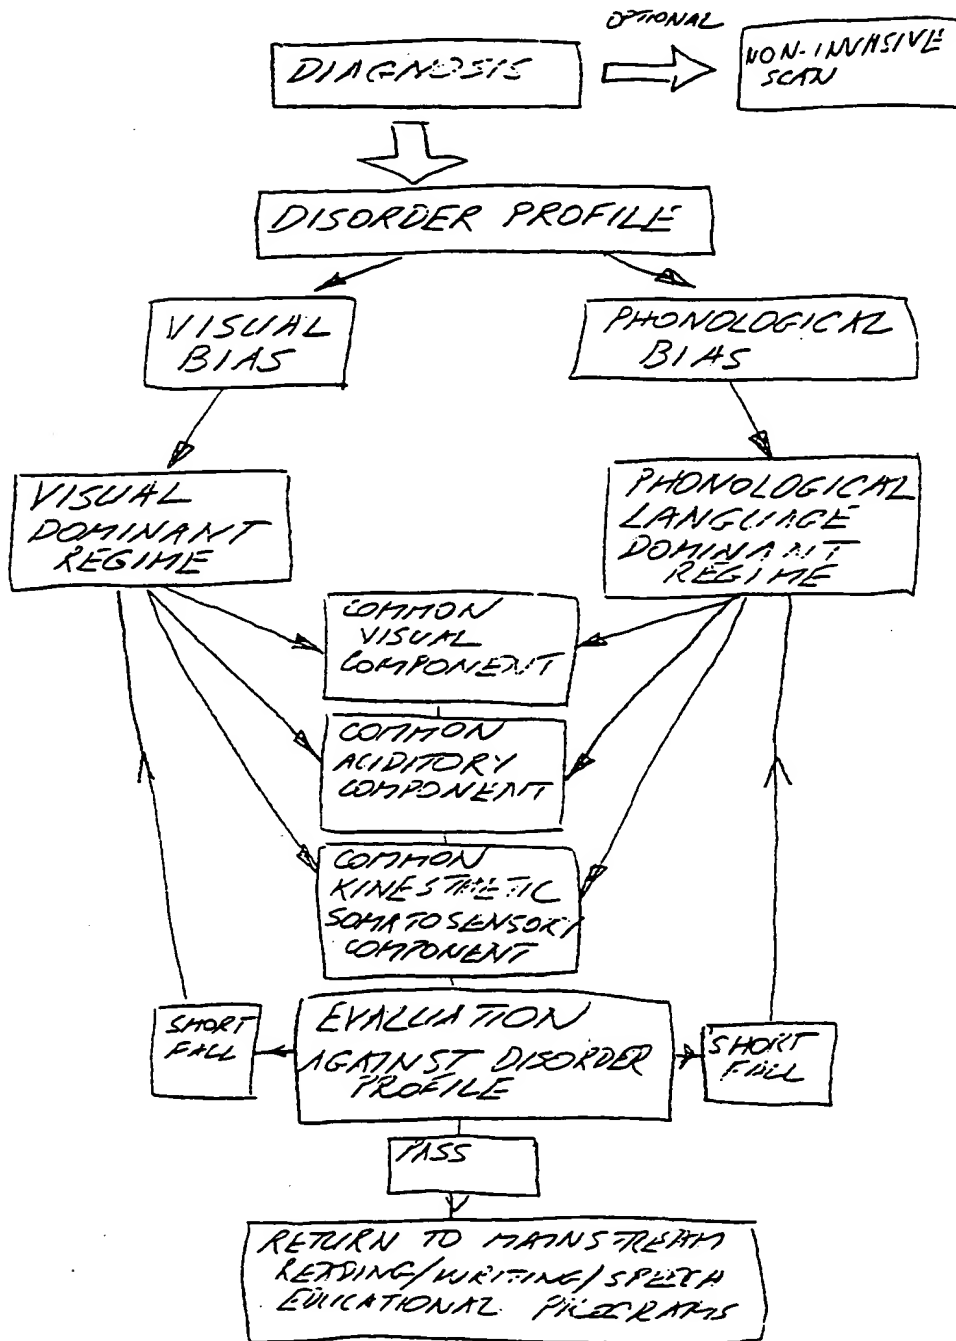 OPTIONAL
DIAGNOSIS
NON-INVASIVE
SCAN
DISORDER PROFILE
VISUAL
BIAS
PHONOLOGICAL
BIAS
VISUAL
DOMINANT
REGIME
PHONOLOGICAL
LANGUAGE
DOMINANT
REGIME
COMMON
VISUAL
COMPONENT
COMMON
AUDITORY
COMPONENT
COMMON
KINESTHETIC
SOMATOSENSORY
COMPONENT
SHORT
FALL
EVALUATION
AGAINST DISORDER
PROFILE
SHORT
FALL
PASS
RETURN TO MAINSTREAM
READING/WRITING/SPEECH
EDUCATIONAL PROGRAMS